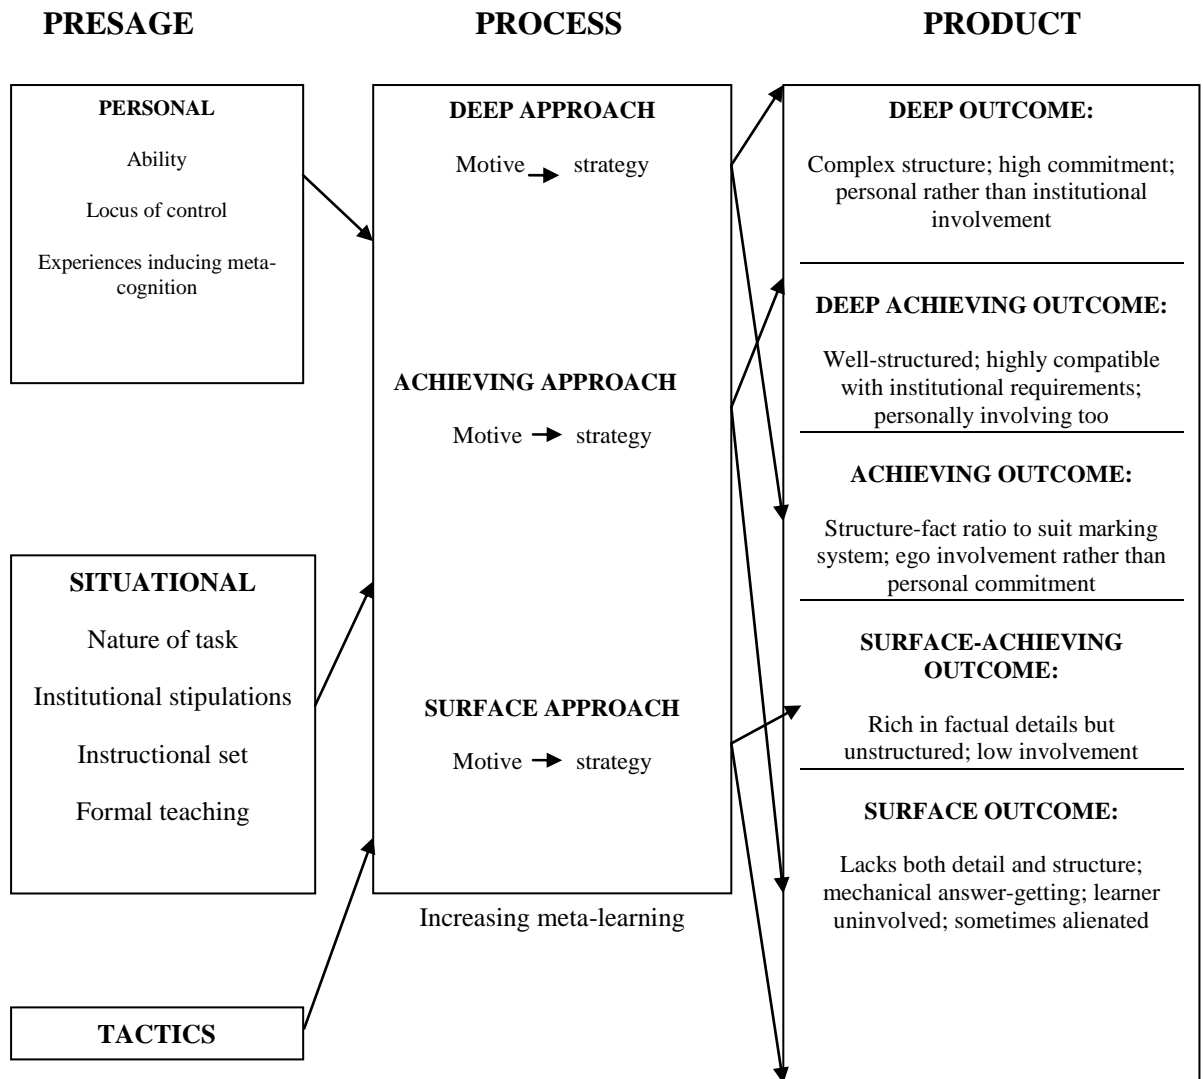 PRESAGE
PROCESS
PRODUCT
PERSONAL
Ability
Locus of control
Experiences inducing meta-
cognition
SITUATIONAL
Nature of task
Institutional stipulations
Instructional set
Formal teaching
TACTICS
DEEP APPROACH
Motive strategy
ACHIEVING APPROACH
Motive strategy
SURFACE APPROACH
Motive strategy
Increasing meta-learning
DEEP OUTCOME:
Complex structure; high commitment;
personal rather than institutional
involvement
DEEP ACHIEVING OUTCOME:
Well-structured; highly compatible
with institutional requirements;
personally involving too
ACHIEVING OUTCOME:
Structure-fact ratio to suit marking
system; ego involvement rather than
personal commitment
SURFACE-ACHIEVING
OUTCOME:
Rich in factual details but
unstructured; low involvement
SURFACE OUTCOME:
Lacks both detail and structure;
mechanical answer-getting; learner
uninvolved; sometimes alienated